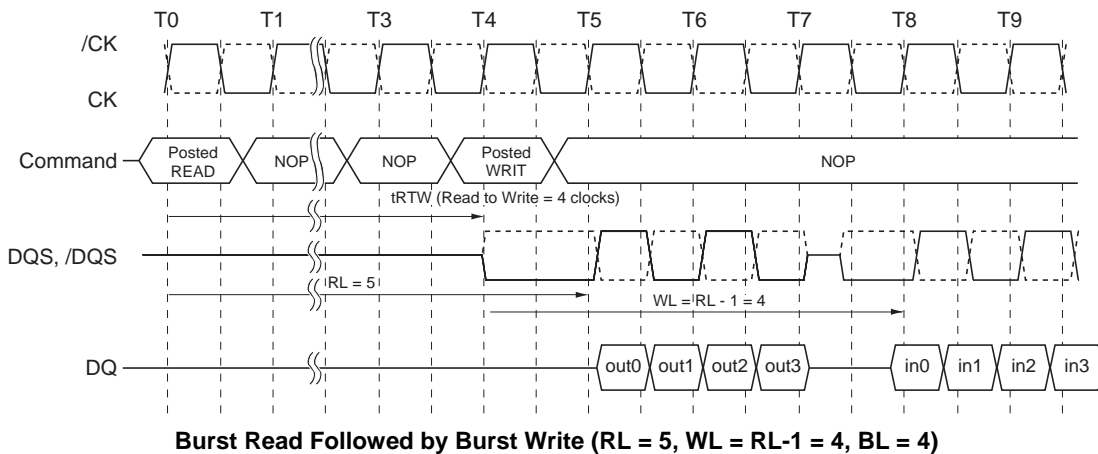 T0 T1 T3 T4 T5 T6 T7 T8 T9
/CK
CK
Command
Posted READ
NOP
NOP
Posted WRIT
NOP
tRTW (Read to Write = 4 clocks)
DQS, /DQS
RL = 5
WL = RL - 1 = 4
DQ
out0 out1 out2 out3 in0 in1 in2 in3
Burst Read Followed by Burst Write (RL = 5, WL = RL-1 = 4, BL = 4)